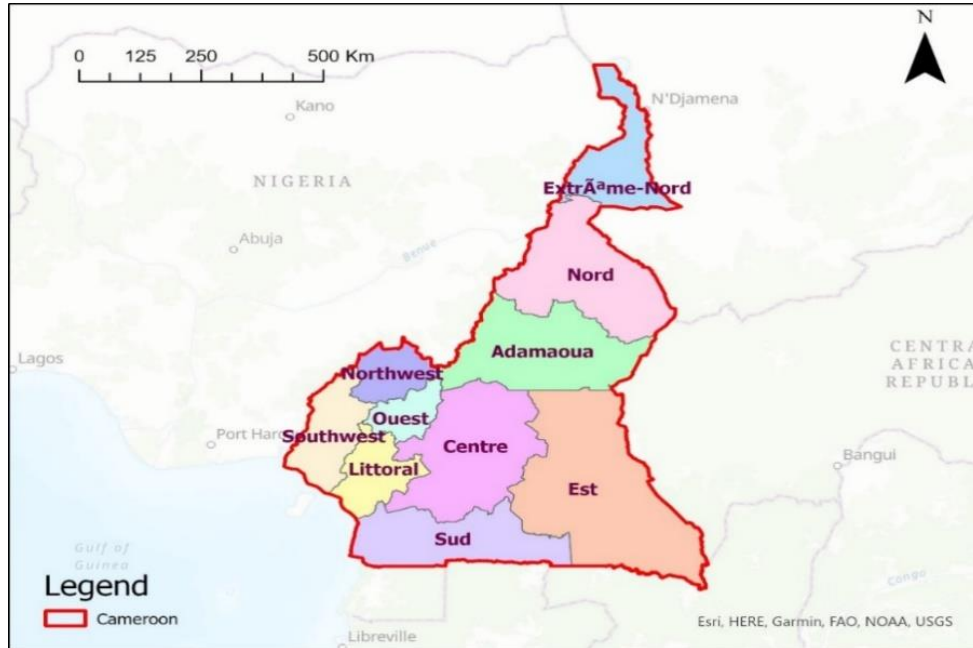 N
0 125 250 500 Km
Kano
N'Djamena
NIGERIA
ExtrÃªme-Nord
Abuja
Benue
Nord
Adamaoua
CENTRA
AFRICA
REPUBL
Lagos
Northwest
Ouest
Port Harc
Southwest
Centre
Littoral
Bangui
Est
Sud
Gulf of
Guinea
Legend
Cameroon
Congo
Libreville
Esri, HERE, Garmin, FAO, NOAA, USGS